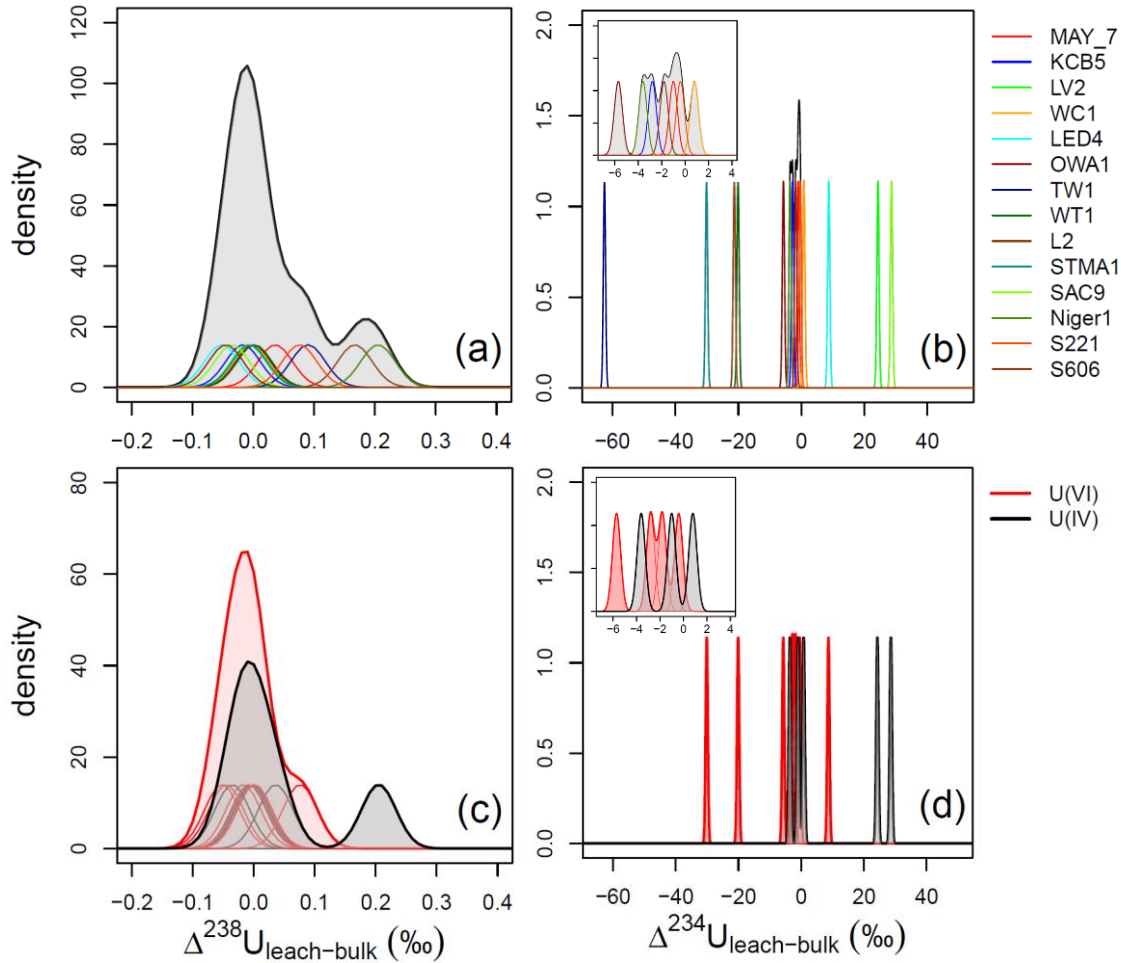 density
120
100
80
60
40
20
0
−0.2 −0.1 0.0 0.1 0.2 0.3 0.4
(a)
2.0
1.5
1.0
0.5
0.0
−60 −40 −20 0 20 40
−6 −4 −2 0 2 4
(b)
MAY_7
KCB5
LV2
WC1
LED4
OWA1
TW1
WT1
L2
STMA1
SAC9
Niger1
S221
S606
density
80
60
40
20
0
−0.2 −0.1 0.0 0.1 0.2 0.3 0.4
(c)
Δ²³⁸U leach−bulk (‰)
2.0
1.5
1.0
0.5
0.0
−60 −40 −20 0 20 40
−6 −4 −2 0 2 4
(d)
Δ²³⁴U leach−bulk (‰)
U(VI)
U(IV)